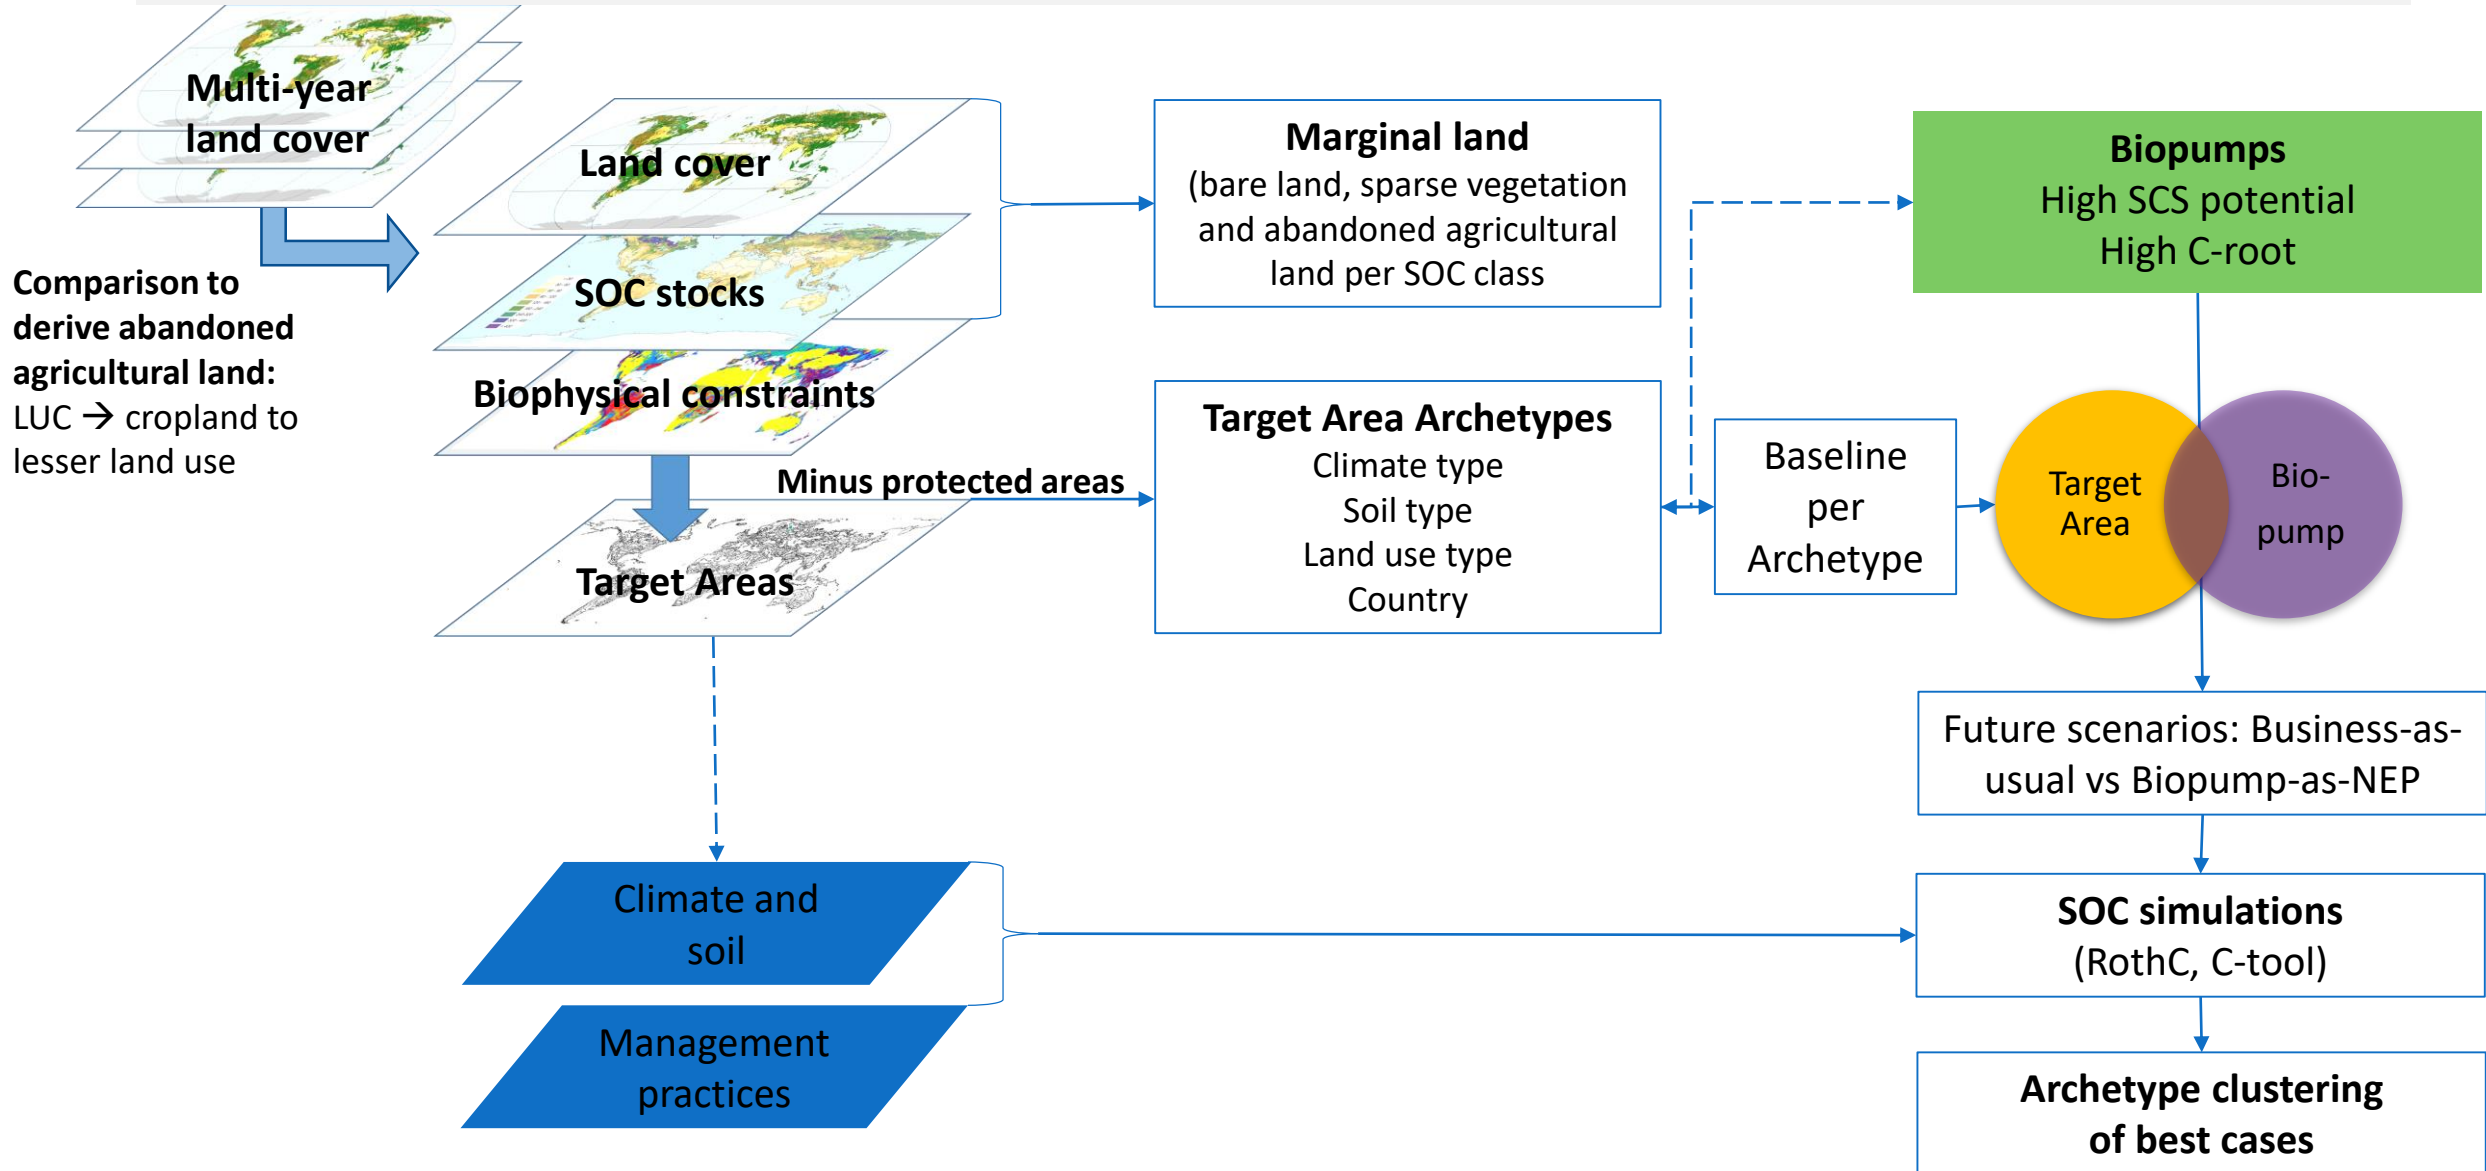 Multi-year
land cover
Comparison to
derive abandoned
agricultural land:
LUC → cropland to
lesser land use
Land cover
SOC stocks
Biophysical constraints
Minus protected areas
Target Areas
Marginal land
(bare land, sparse vegetation
and abandoned agricultural
land per SOC class
Target Area Archetypes
Climate type
Soil type
Land use type
Country
Baseline
per
Archetype
Biopumps
High SCS potential
High C-root
Target
Area
Bio-
pump
Future scenarios: Business-as-
usual vs Biopump-as-NEP
Climate and
soil
Management
practices
SOC simulations
(RothC, C-tool)
Archetype clustering
of best cases